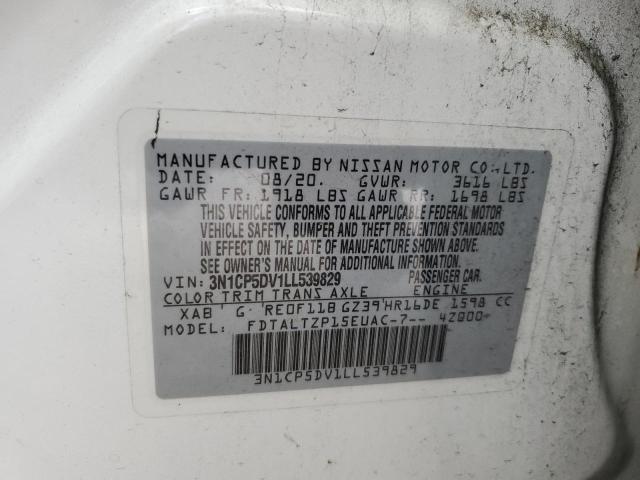 MANUFACTURED BY NISSAN MOTOR CO.,LTD.
DATE: 08/20. GVWR: 3616 LBS
GAWR FR: 1918 LBS GAWR RR: 1698 LBS
THIS VEHICLE CONFORMS TO ALL APPLICABLE FEDERAL MOTOR
VEHICLE SAFETY, BUMPER AND THEFT PREVENTION STANDARDS
IN EFFECT ON THE DATE OF MANUFACTURE SHOWN ABOVE.
SEE OWNER'S MANUAL FOR ADDITIONAL INFORMATION.
VIN: 3N1CP5DV1LL539829 PASSENGER CAR.
COLOR TRIM TRANS AXLE ENGINE
XAB G RE0F11B GZ39 HR16DE 1598 CC
MODEL: FDTALTZP15EUAC-7-- 4Z000
3N1CP5DV1LL539829